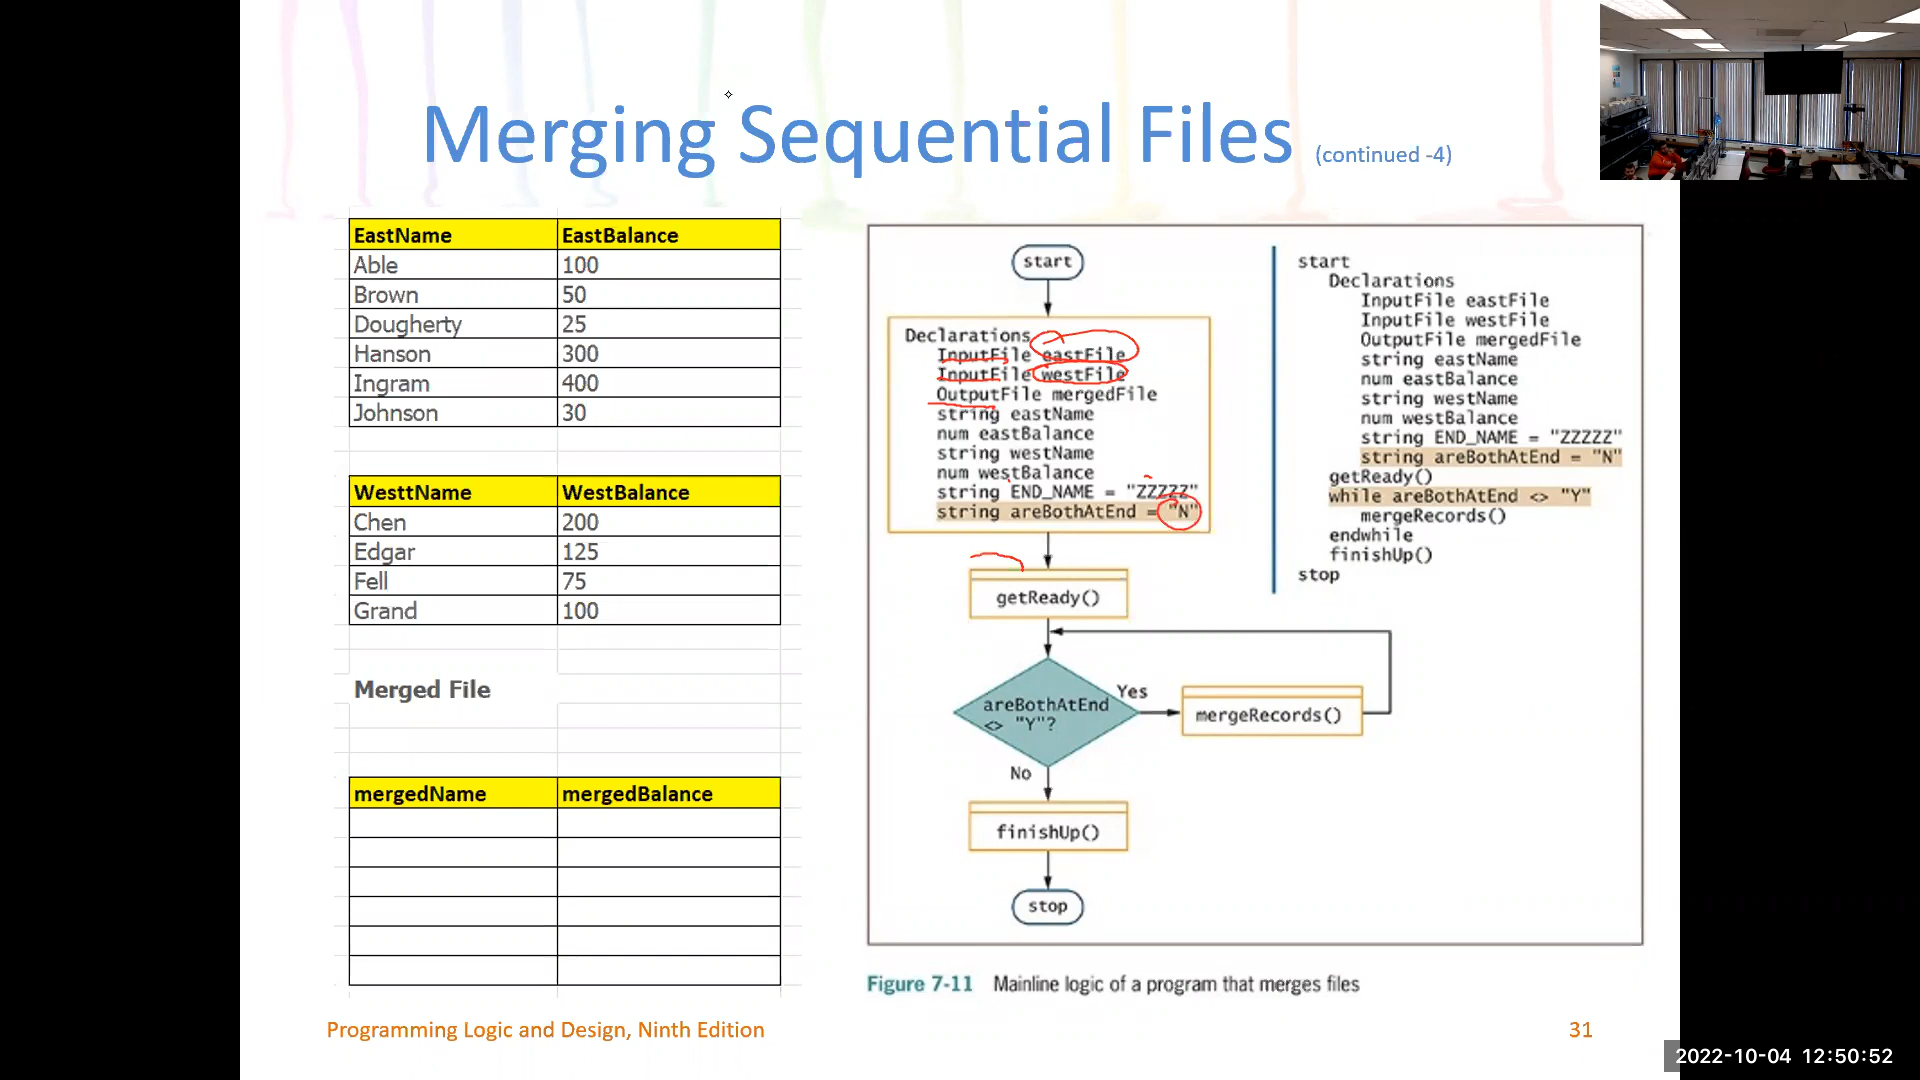 Merging Sequential Files (continued -4)
EastName EastBalance
Able 100
Brown 50
Dougherty 25
Hanson 300
Ingram 400
Johnson 30
WesttName WestBalance
Chen 200
Edgar 125
Fell 75
Grand 100
Merged File
mergedName mergedBalance
start
Declarations
InputFile eastFile
InputFile westFile
OutputFile mergedFile
string eastName
num eastBalance
string westName
num westBalance
string END_NAME = "ZZZZZ"
string areBothAtEnd = "N"
getReady()
areBothAtEnd
<> "Y"?
Yes
mergeRecords()
No
finishUp()
stop
start
Declarations
InputFile eastFile
InputFile westFile
OutputFile mergedFile
string eastName
num eastBalance
string westName
num westBalance
string END_NAME = "ZZZZZ"
string areBothAtEnd = "N"
getReady()
while areBothAtEnd <> "Y"
mergeRecords()
endwhile
finishUp()
stop
Figure 7-11 Mainline logic of a program that merges files
Programming Logic and Design, Ninth Edition
31
2022-10-04 12:50:52